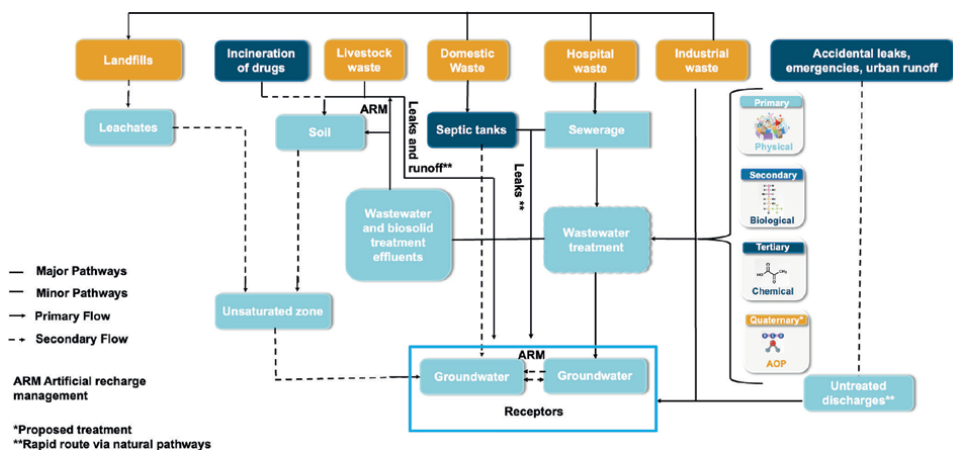 Landfills
Incineration
of drugs
Livestock
waste
Domestic
Waste
Hospital
waste
Industrial
waste
Accidental leaks,
emergencies, urban runoff
Leachates
Soil
ARM
Leaks and
runoff**
Septic tanks
Sewerage
Leaks **
Primary
Physical
Secondary
Biological
Tertiary
Chemical
Quaternary*
AOP
Wastewater
and biosolid
treatment
effluents
Wastewater
treatment
Major Pathways
Minor Pathways
Primary Flow
Secondary Flow
Unsaturated zone
ARM
Groundwater
Groundwater
Receptors
Untreated
discharges**
ARM Artificial recharge
management
*Proposed treatment
**Rapid route via natural pathways